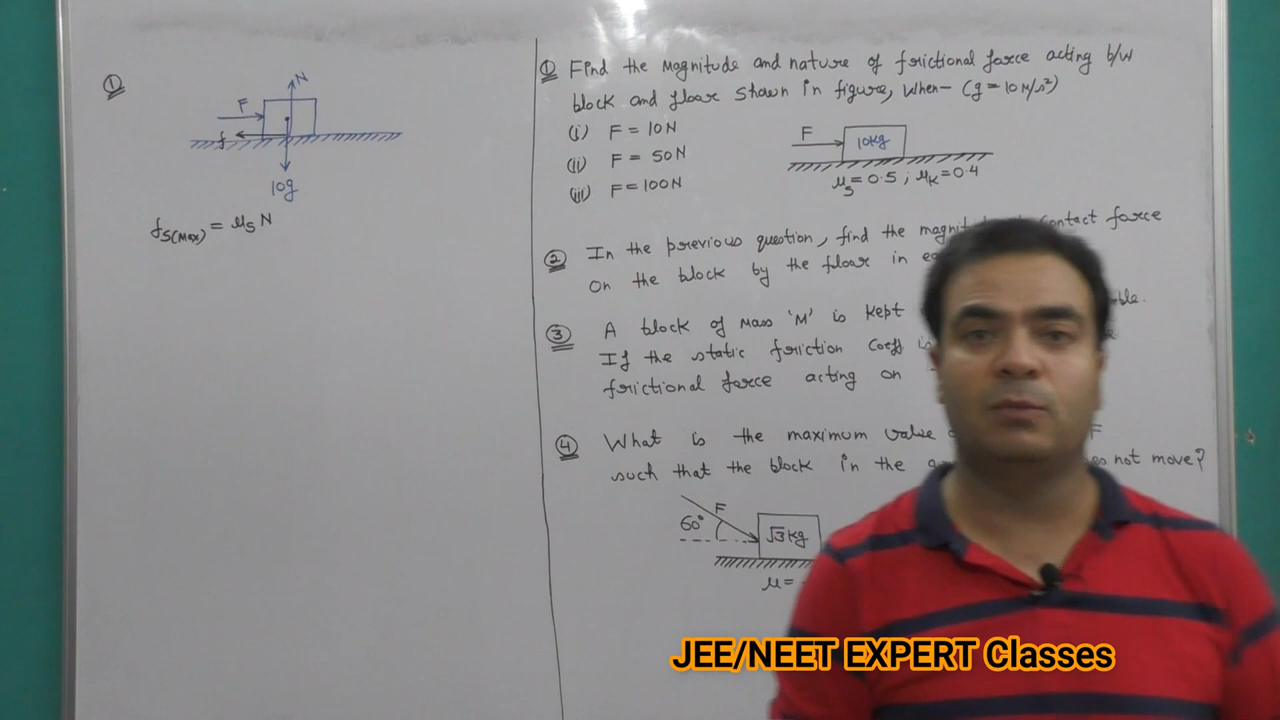 ①
N
F
f
10g
fs(Max) = μs N
① Find the Magnitude and nature of frictional force acting b/w
block and floor shown in figure, when- (g = 10 M/s²)
(i) F = 10N
(ii) F = 50N
(iii) F = 100N
F
10kg
μs = 0.5 ; μk = 0.4
② In the previous question, find the contact force
on the block by the floor in
③ A block of mass 'M' is kept
If the static friction Coeff is
frictional force acting on
④ What is the maximum value F
such that the block in the not move?
60°
F
√3 kg
μ =
JEE/NEET EXPERT Classes